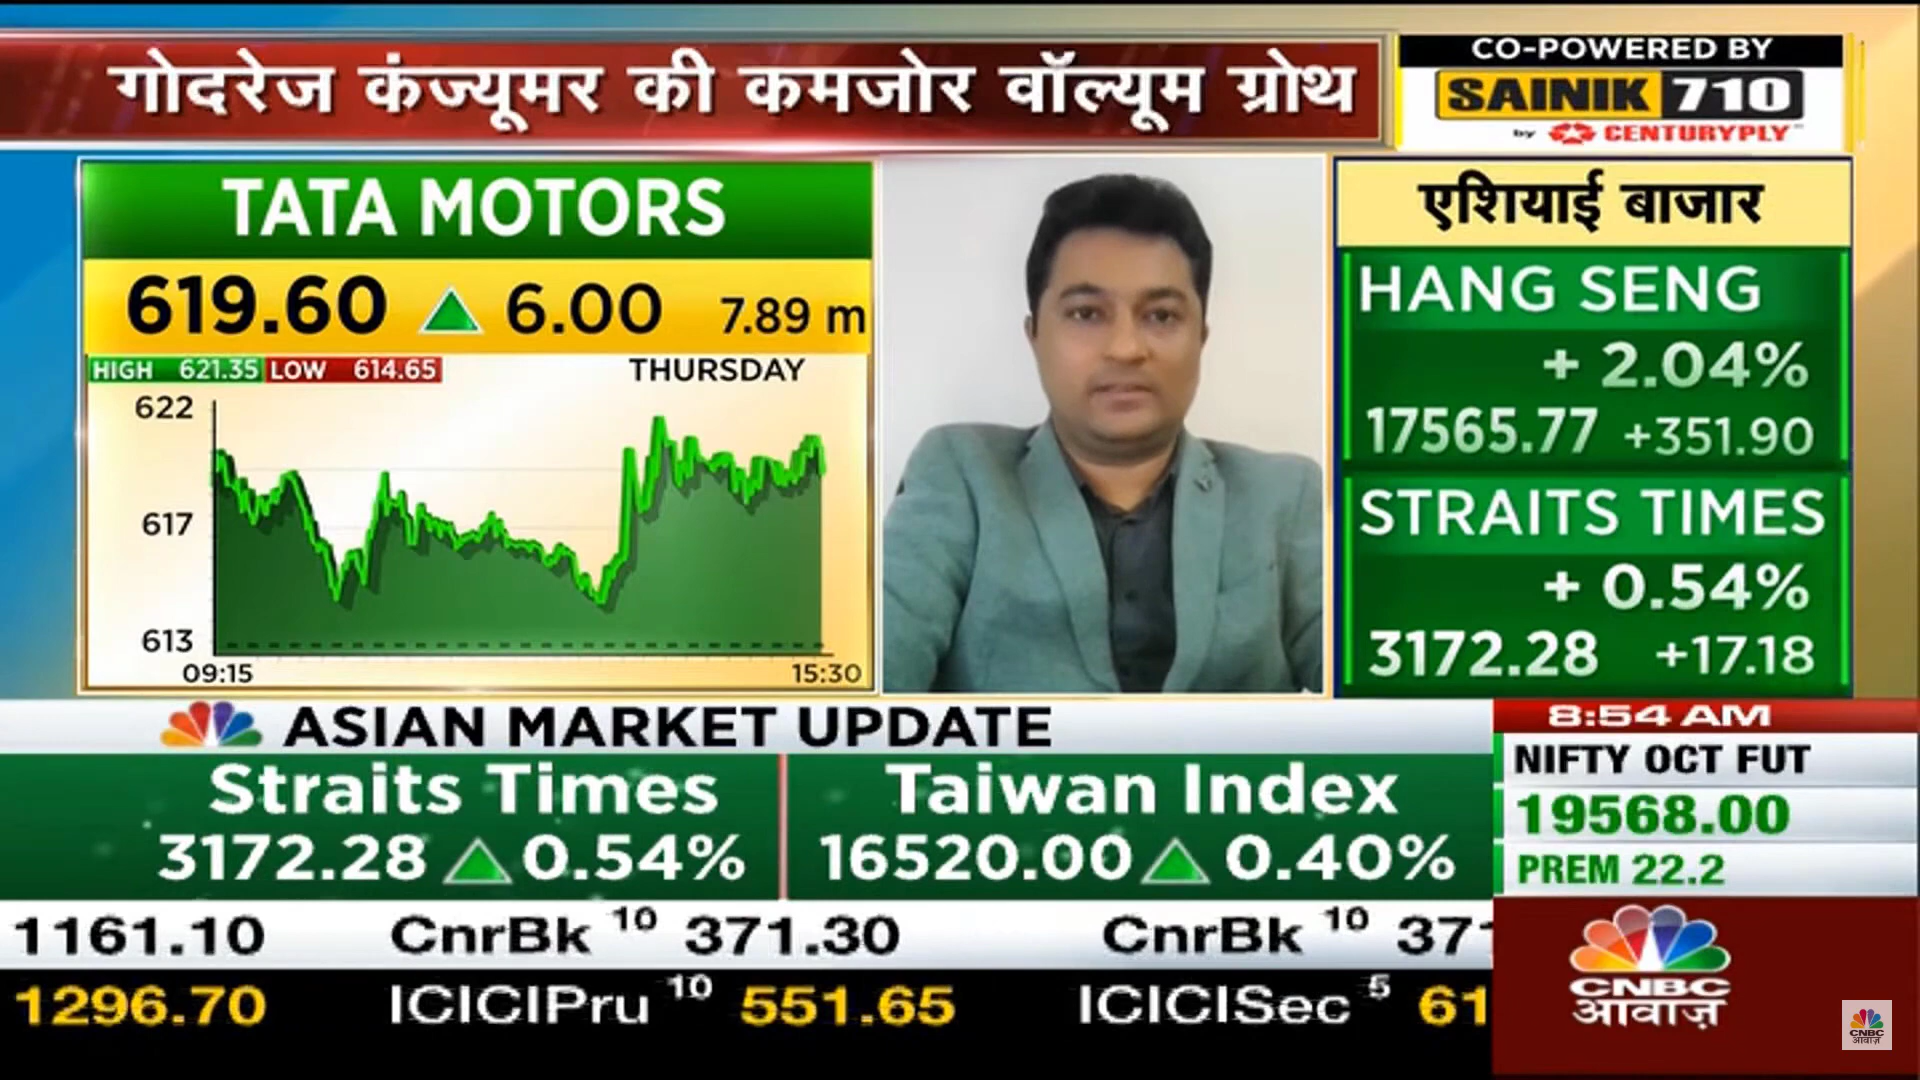 गोदरेज कंज्यूमर की कमजोर वॉल्यूम ग्रोथ
CO-POWERED BY
SAINIK 710
by CENTURYPLY
TATA MOTORS
619.60 ▲ 6.00 7.89 m
HIGH 621.35 LOW 614.65 THURSDAY
622
617
613
09:15 15:30
एशियाई बाजार
HANG SENG
+ 2.04%
17565.77 +351.90
STRAITS TIMES
+ 0.54%
3172.28 +17.18
ASIAN MARKET UPDATE
Straits Times
3172.28 ▲ 0.54%
Taiwan Index
16520.00 ▲ 0.40%
8:54 AM
NIFTY OCT FUT
19568.00
PREM 22.2
1161.10 CnrBk 10 371.30 CnrBk 10 371
1296.70 ICICIPru 10 551.65 ICICISec 5 61
CNBC
आवाज़
CNBC
आवाज़